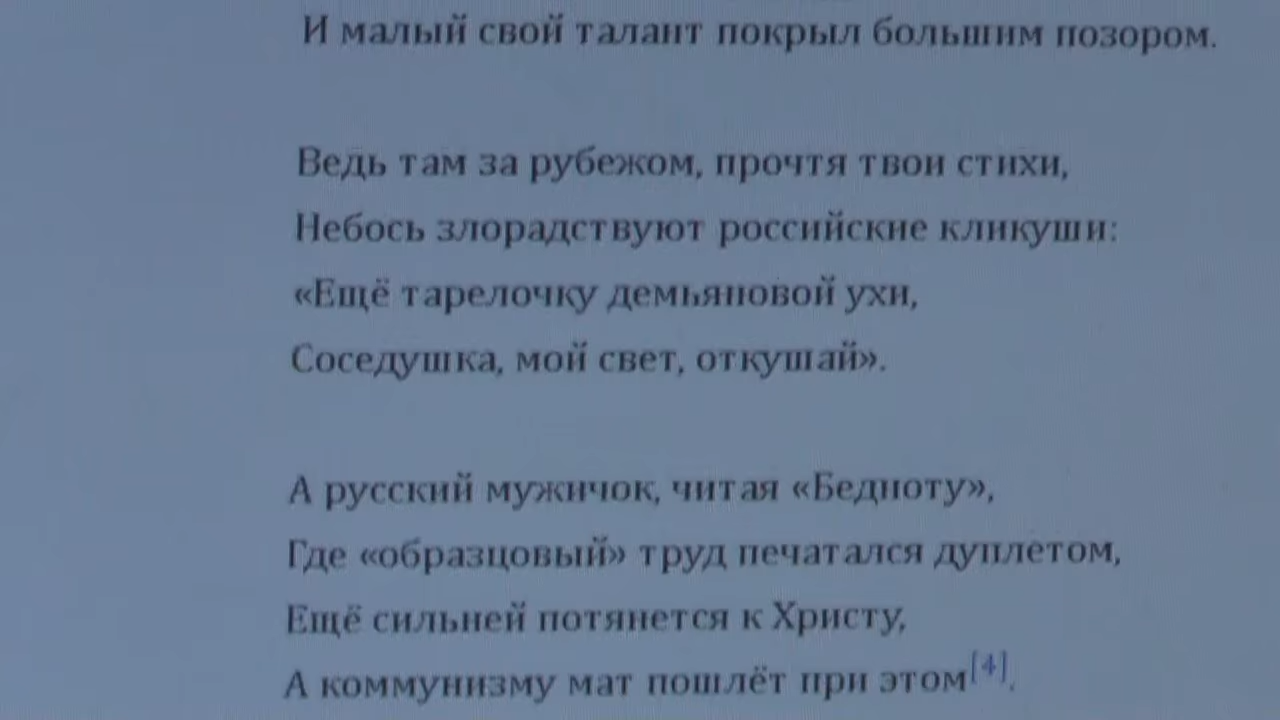 И малый свой талант покрыл большим позором.
Ведь там за рубежом, прочтя твои стихи,
Небось злорадствуют российские кликуши:
«Ещё тарелочку демьяновой ухи,
Соседушка, мой свет, откушай».
А русский мужичок, читая «Бедноту»,
Где «образцовый» труд печатался дуплетом,
Ещё сильней потянется к Христу,
А коммунизму мат пошлёт при этом[4].